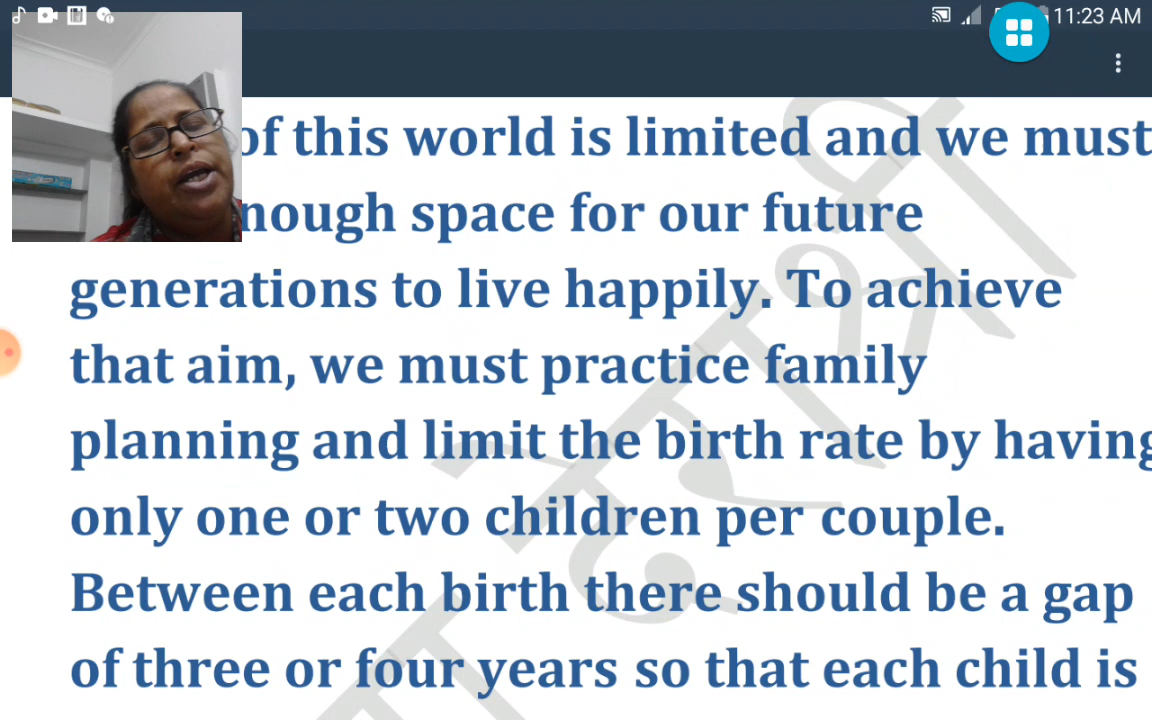 11:23 AM
of this world is limited and we must
nough space for our future
generations to live happily. To achieve
that aim, we must practice family
planning and limit the birth rate by having
only one or two children per couple.
Between each birth there should be a gap
of three or four years so that each child is